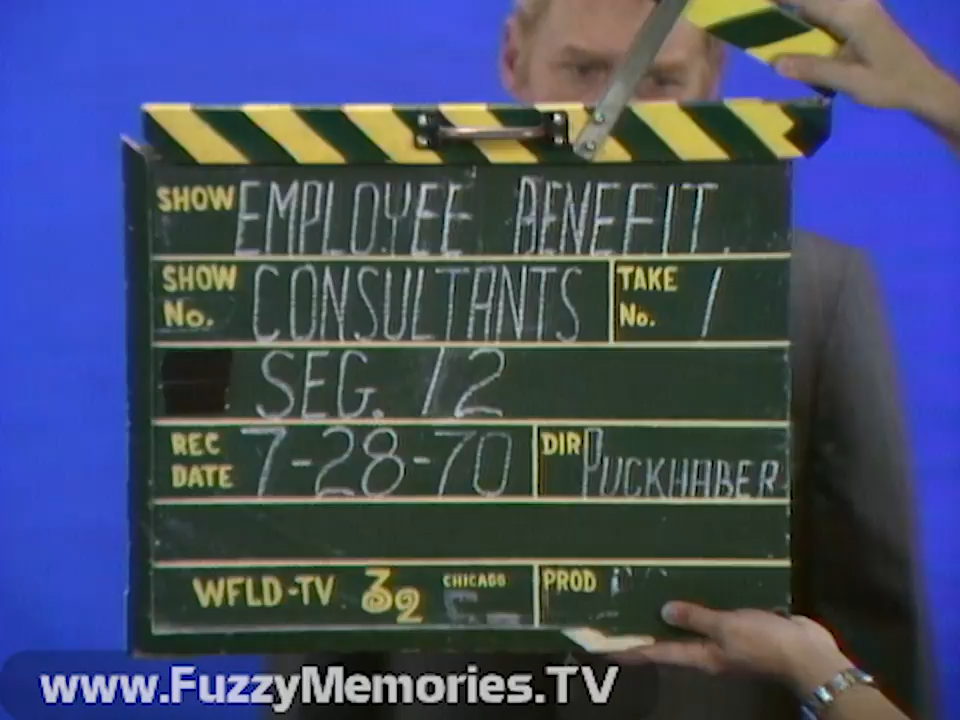 SHOW EMPLOYEE BENEFIT
SHOW No. CONSULTANTS TAKE No. 1
SEG. 12
REC DATE 7-28-70 DIR PUCKHABER
WFLD-TV 32 CHICAGO PROD
www.FuzzyMemories.TV